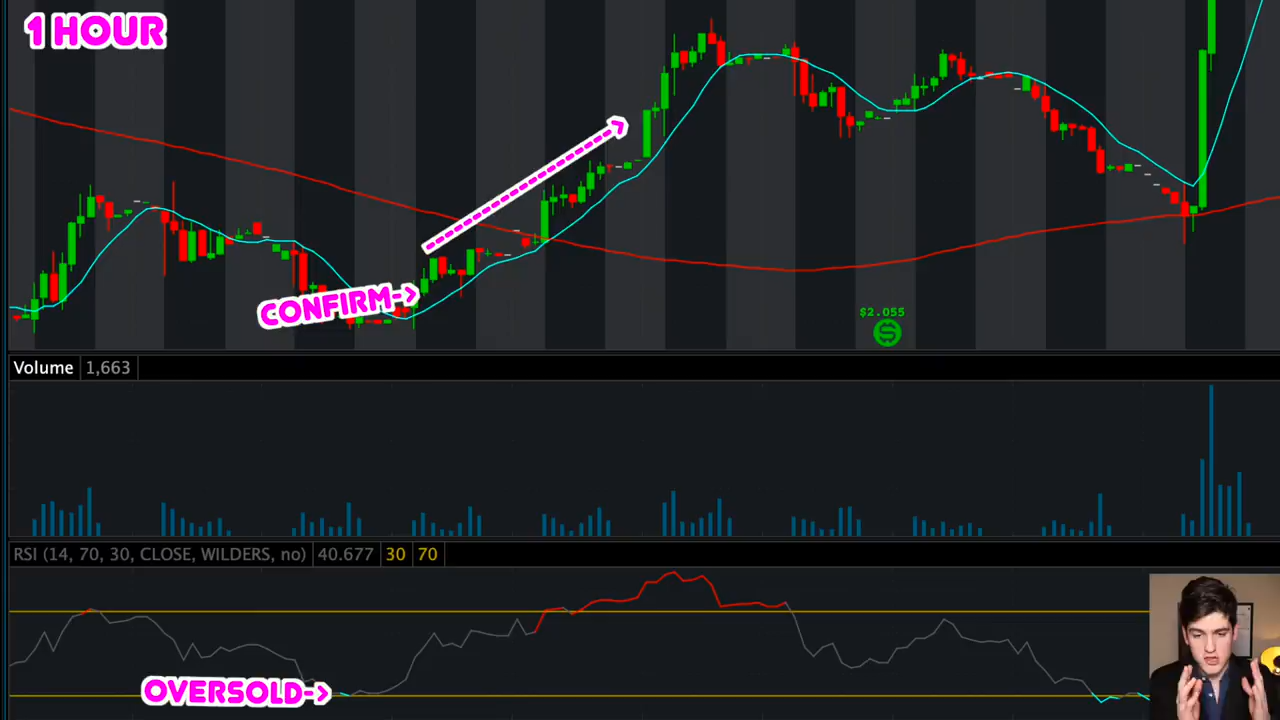 1 HOUR
CONFIRM->
$2.055
$
Volume 1,663
RSI (14, 70, 30, CLOSE, WILDERS, no) 40.677 30 70
OVERSOLD->